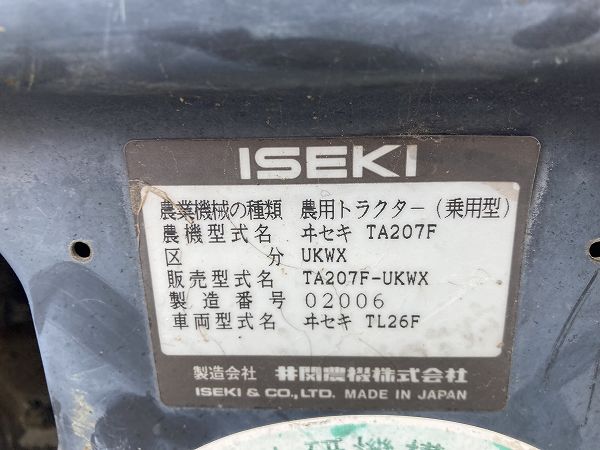 ISEKI
農業機械の種類 農用トラクター(乗用型)
農機型式名 ヰセキ TA207F
区分 UKWX
販売型式名 TA207F-UKWX
製造番号 02006
車両型式名 ヰセキ TL26F
製造会社 井関農機株式会社
ISEKI & CO., LTD. MADE IN JAPAN